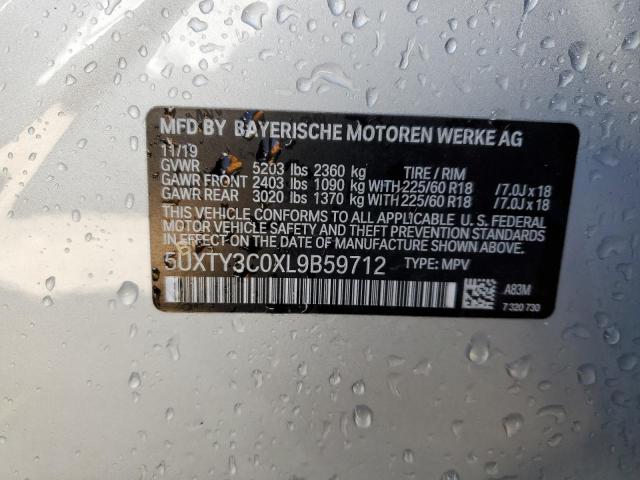 MFD BY BAYERISCHE MOTOREN WERKE AG
11/19
GVWR 5203 lbs 2360 kg TIRE / RIM
GAWR FRONT 2403 lbs 1090 kg WITH 225/60 R18 /7.0J x 18
GAWR REAR 3020 lbs 1370 kg WITH 225/60 R18 /7.0J x 18
THIS VEHICLE CONFORMS TO ALL APPLICABLE U. S. FEDERAL
MOTOR VEHICLE SAFETY AND THEFT PREVENTION STANDARDS
IN EFFECT ON THE DATE OF MANUFACTURE SHOWN ABOVE.
5UXTY3C0XL9B59712 TYPE: MPV
A83M
7 320 730